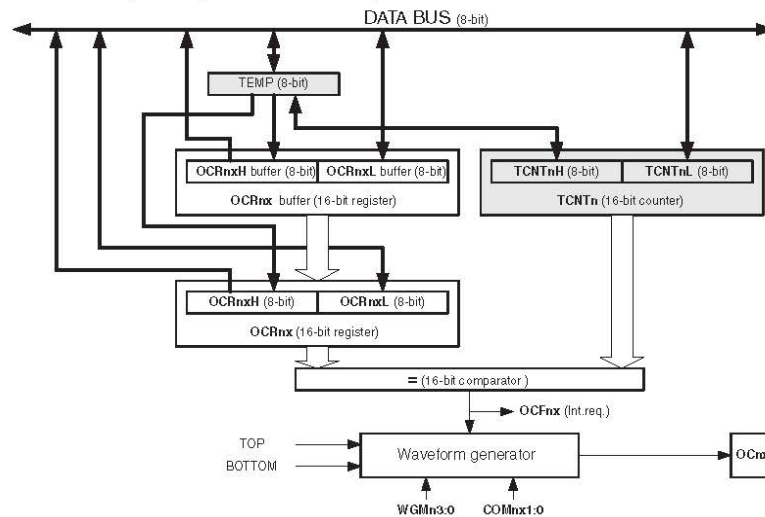 DATA BUS (8-bit)
TEMP (8-bit)
OCRnxH buffer (8-bit) OCRnxL buffer (8-bit)
OCRnx buffer (16-bit register)
TCNTnH (8-bit) TCNTnL (8-bit)
TCNTn (16-bit counter)
OCRnxH (8-bit) OCRnxL (8-bit)
OCRnx (16-bit register)
= (16-bit comparator )
OCFnx (Int.req.)
TOP
BOTTOM
Waveform generator
OCnx
WGMn3:0 COMnx1:0